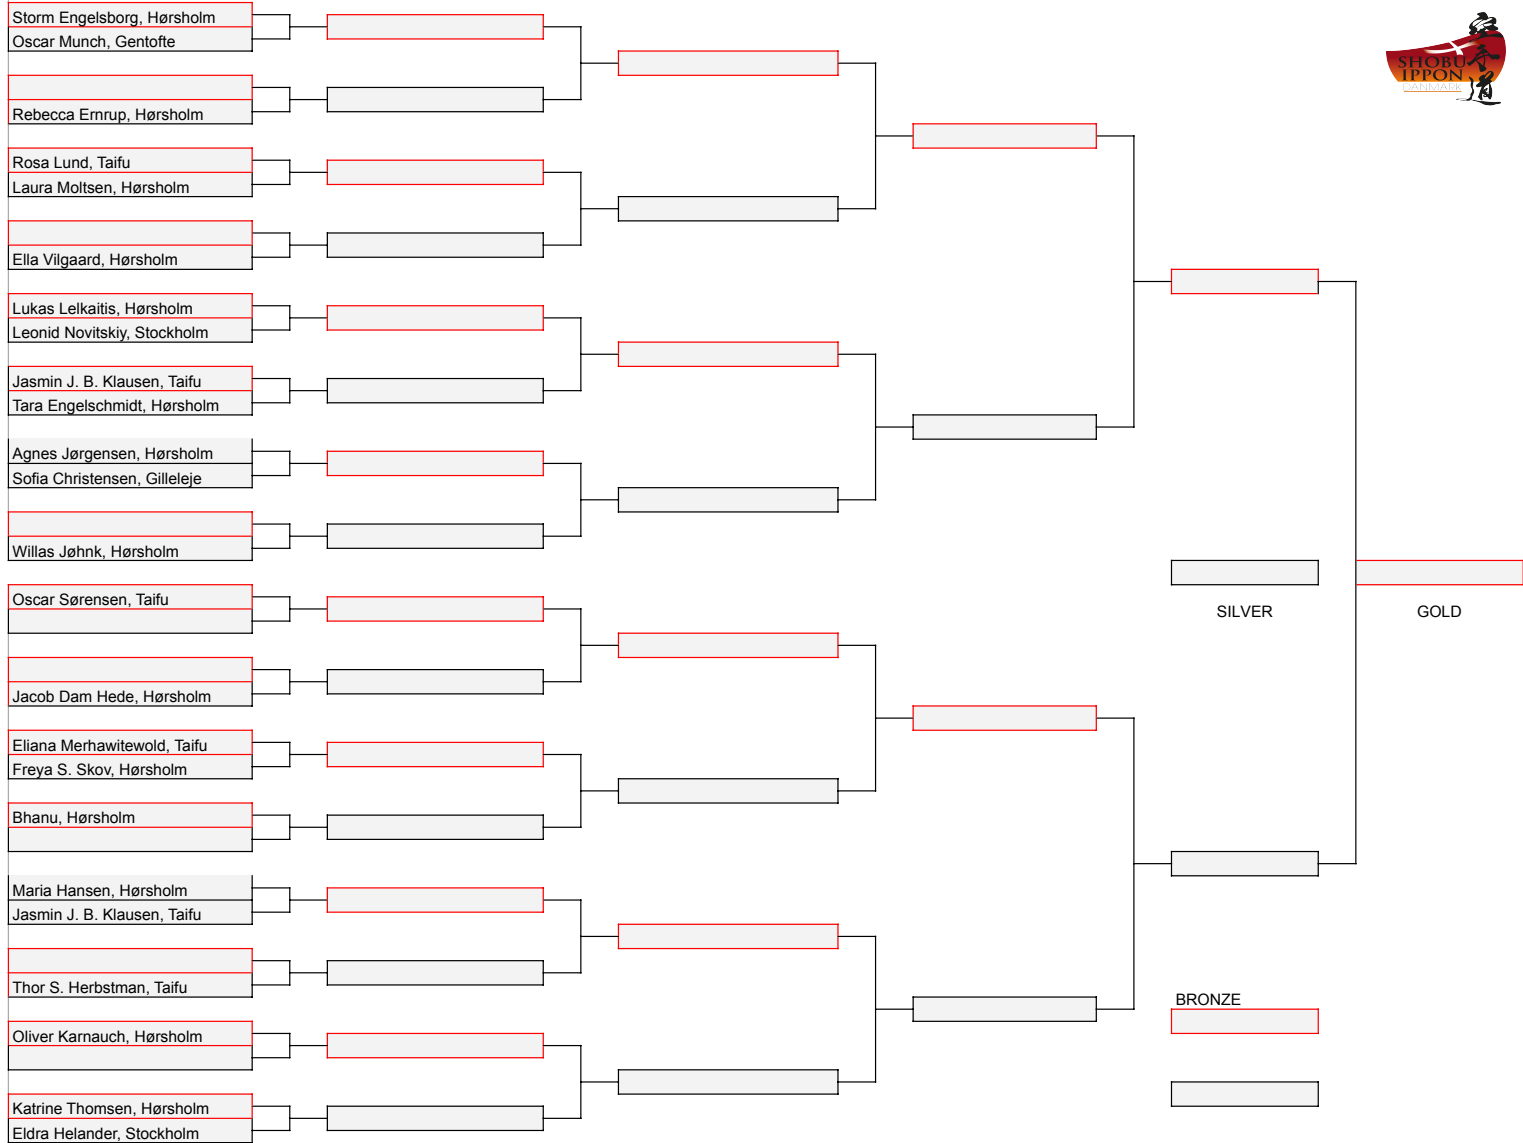 Storm Engelsborg, Hørsholm
Oscar Munch, Gentofte
Rebecca Ernrup, Hørsholm
Rosa Lund, Taifu
Laura Moltsen, Hørsholm
Ella Vilgaard, Hørsholm
Lukas Lelkaitis, Hørsholm
Leonid Novitskiy, Stockholm
Jasmin J. B. Klausen, Taifu
Tara Engelschmidt, Hørsholm
Agnes Jørgensen, Hørsholm
Sofia Christensen, Gilleleje
Willas Jøhnk, Hørsholm
Oscar Sørensen, Taifu
Jacob Dam Hede, Hørsholm
Eliana Merhawitewold, Taifu
Freya S. Skov, Hørsholm
Bhanu, Hørsholm
Maria Hansen, Hørsholm
Jasmin J. B. Klausen, Taifu
Thor S. Herbstman, Taifu
Oliver Karnauch, Hørsholm
Katrine Thomsen, Hørsholm
Eldra Helander, Stockholm
SHOBU
IPPON
DANMARK
空手道
SILVER
GOLD
BRONZE